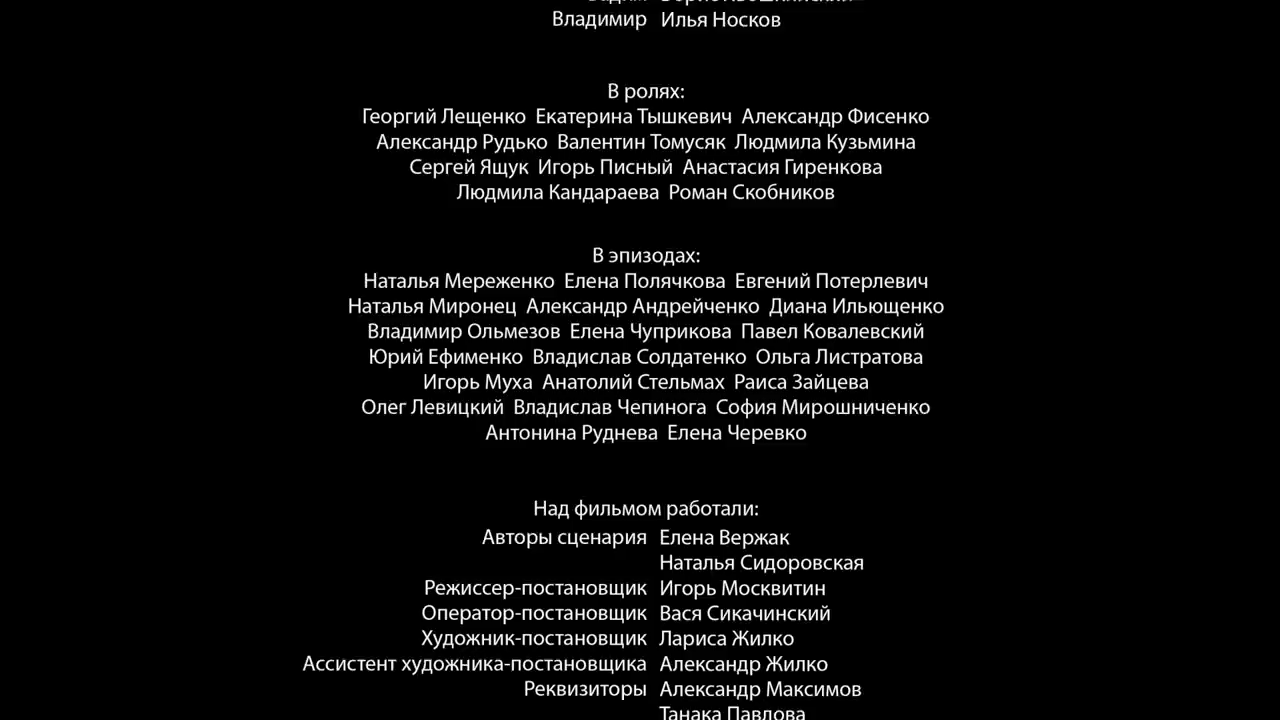 Владимир Илья Носков
В ролях:
Георгий Лещенко Екатерина Тышкевич Александр Фисенко
Александр Рудько Валентин Томусяк Людмила Кузьмина
Сергей Ящук Игорь Писный Анастасия Гиренкова
Людмила Кандараева Роман Скобников
В эпизодах:
Наталья Мереженко Елена Полячкова Евгений Потерлевич
Наталья Миронец Александр Андрейченко Диана Ильющенко
Владимир Ольмезов Елена Чуприкова Павел Ковалевский
Юрий Ефименко Владислав Солдатенко Ольга Листратова
Игорь Муха Анатолий Стельмах Раиса Зайцева
Олег Левицкий Владислав Чепинога София Мирошниченко
Антонина Руднева Елена Черевко
Над фильмом работали:
Авторы сценария Елена Вержак
Наталья Сидоровская
Режиссер-постановщик Игорь Москвитин
Оператор-постановщик Вася Сикачинский
Художник-постановщик Лариса Жилко
Ассистент художника-постановщика Александр Жилко
Реквизиторы Александр Максимов
Танака Павлова